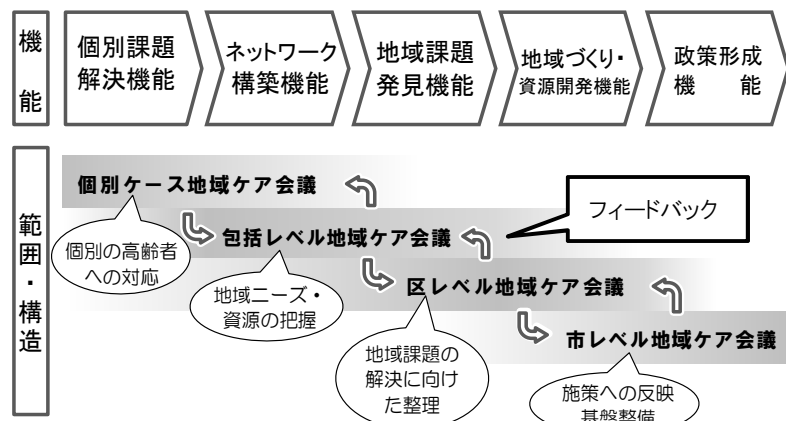 機
能
個別課題
解決機能
ネットワーク
構築機能
地域課題
発見機能
地域づくり・
資源開発機能
政策形成
機　能
範囲・構造
個別ケース地域ケア会議
個別の高齢者
への対応
包括レベル地域ケア会議
フィードバック
地域ニーズ・
資源の把握
区レベル地域ケア会議
地域課題の
解決に向け
た整理
市レベル地域ケア会議
施策への反映
基盤整備